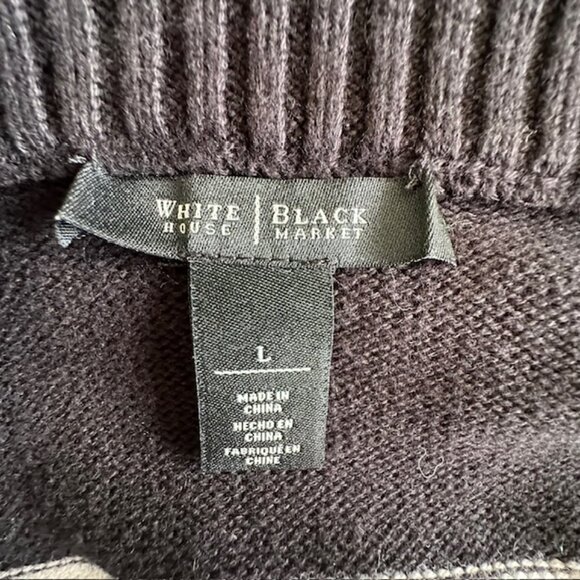 WHITE | BLACK
HOUSE | MARKET
L
MADE IN
CHINA
HECHO EN
CHINA
FABRIQUÉ EN
CHINE